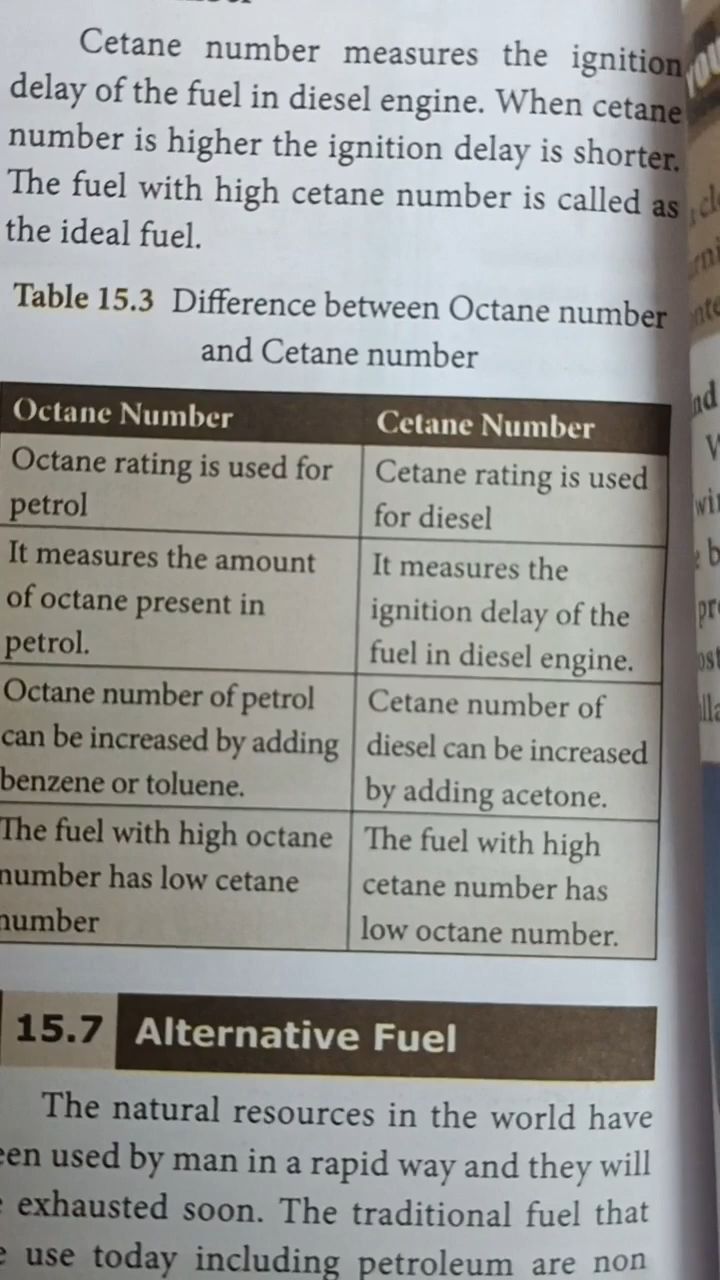 Cetane number measures the ignition
delay of the fuel in diesel engine. When cetane
number is higher the ignition delay is shorter.
The fuel with high cetane number is called as
the ideal fuel.
Table 15.3 Difference between Octane number
and Cetane number
Octane Number
Octane rating is used for
petrol
It measures the amount
of octane present in
petrol.
Octane number of petrol
can be increased by adding
benzene or toluene.
The fuel with high octane
number has low cetane
number
Cetane Number
Cetane rating is used
for diesel
It measures the
ignition delay of the
fuel in diesel engine.
Cetane number of
diesel can be increased
by adding acetone.
The fuel with high
cetane number has
low octane number.
15.7 Alternative Fuel
The natural resources in the world have
used by man in a rapid way and they will
exhausted soon. The traditional fuel that
use today including petroleum are non